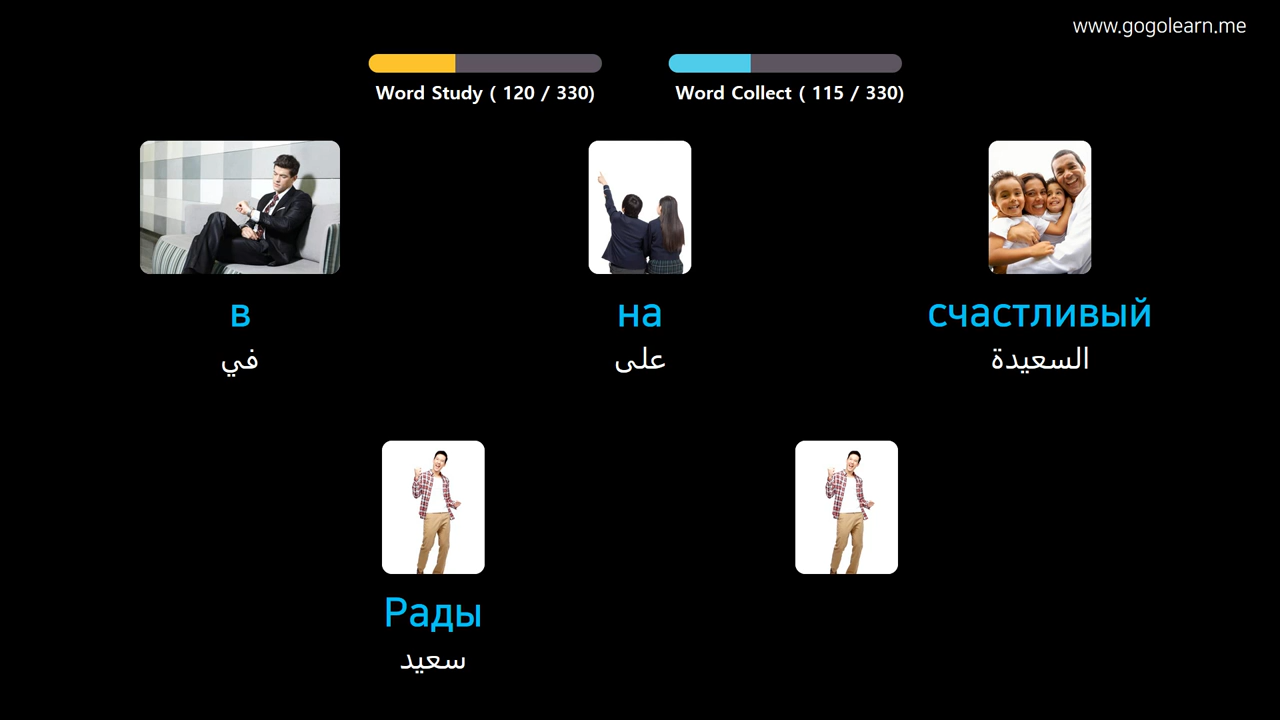 www.gogolearn.me
Word Study ( 120 / 330)
Word Collect ( 115 / 330)
в
на
счастливый
في
على
السعيدة
Рады
سعيد